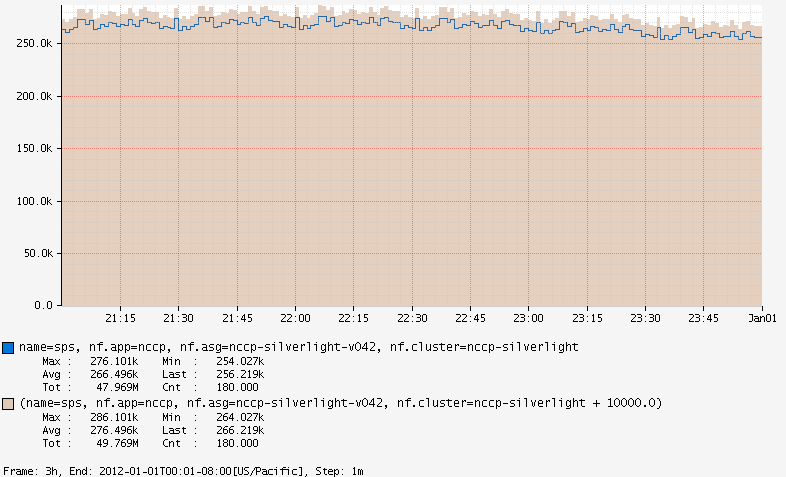 250.0k
200.0k
150.0k
100.0k
50.0k
0.0
21:15 21:30 21:45 22:00 22:15 22:30 22:45 23:00 23:15 23:30 23:45 Jan01
name=sps, nf.app=nccp, nf.asg=nccp-silverlight-v042, nf.cluster=nccp-silverlight
Max : 276.101k Min : 254.027k
Avg : 266.496k Last : 256.219k
Tot : 47.969M Cnt : 180.000
(name=sps, nf.app=nccp, nf.asg=nccp-silverlight-v042, nf.cluster=nccp-silverlight + 10000.0)
Max : 286.101k Min : 264.027k
Avg : 276.496k Last : 266.219k
Tot : 49.769M Cnt : 180.000
Frame: 3h, End: 2012-01-01T00:01-08:00[US/Pacific], Step: 1m